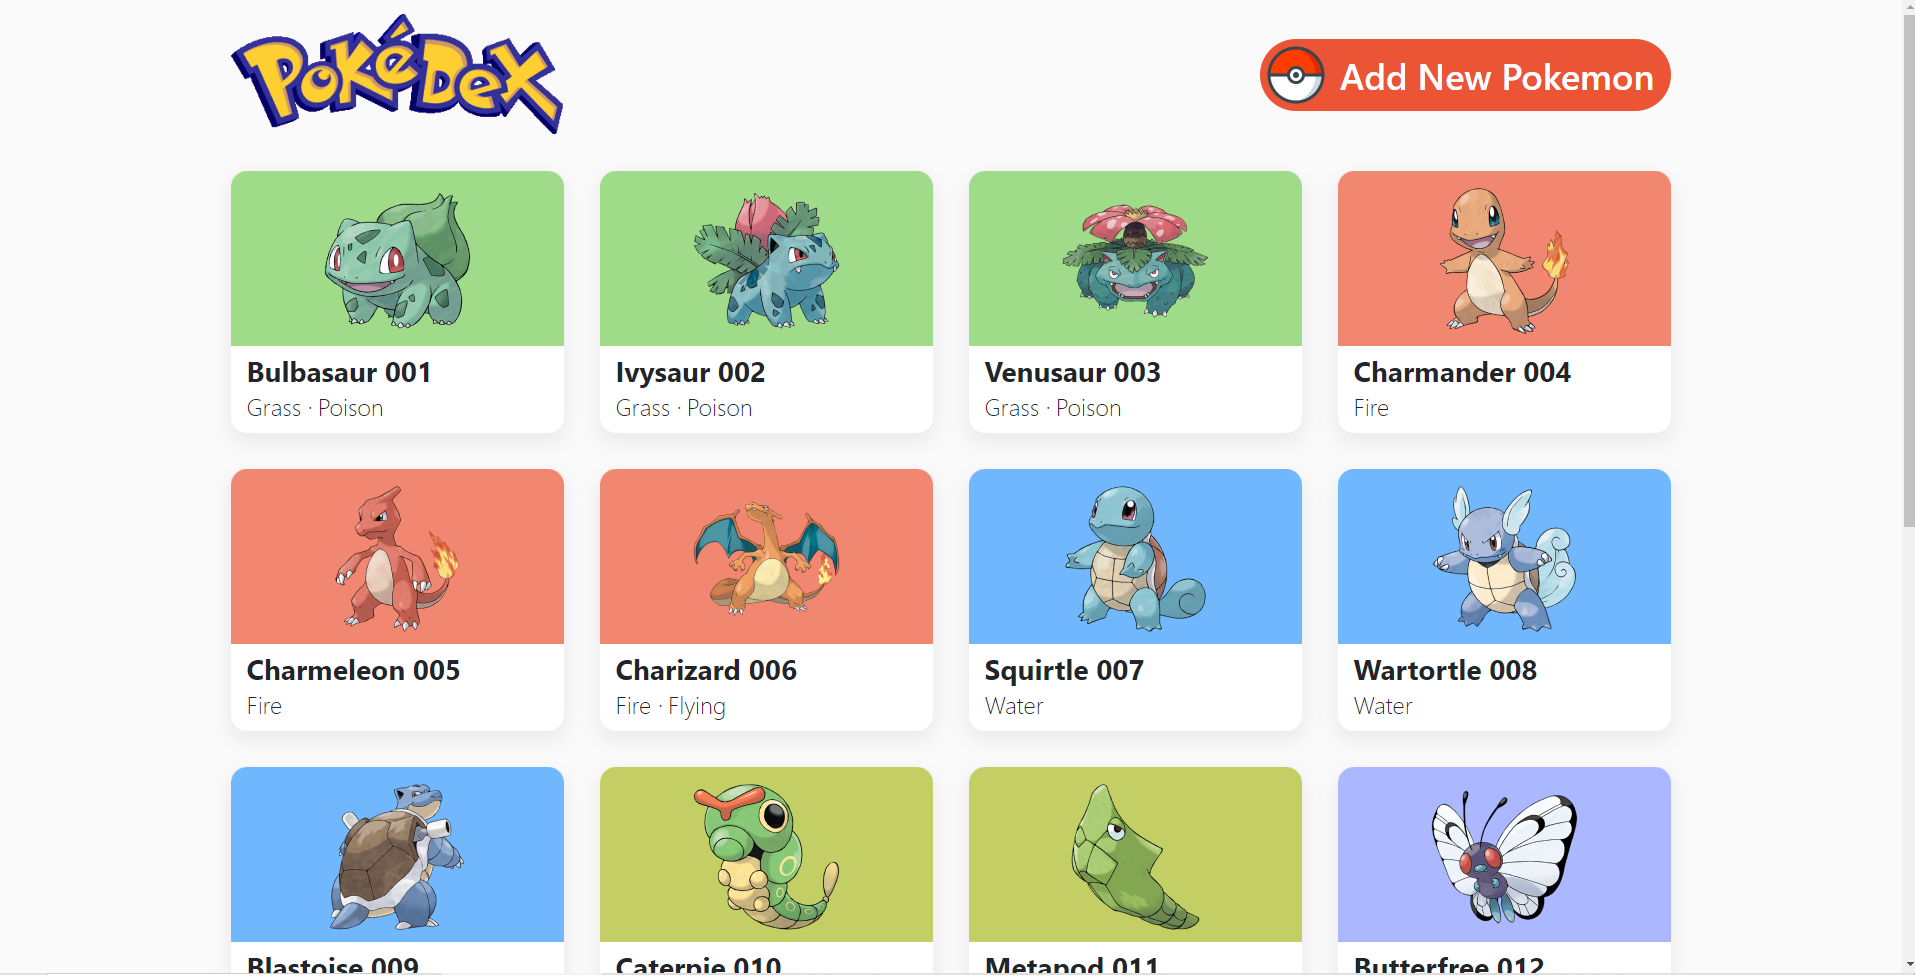 PoKéDex
Add New Pokemon
Bulbasaur 001
Grass · Poison
Ivysaur 002
Grass · Poison
Venusaur 003
Grass · Poison
Charmander 004
Fire
Charmeleon 005
Fire
Charizard 006
Fire · Flying
Squirtle 007
Water
Wartortle 008
Water
Blastoise 009
Caterpie 010
Metapod 011
Butterfree 012